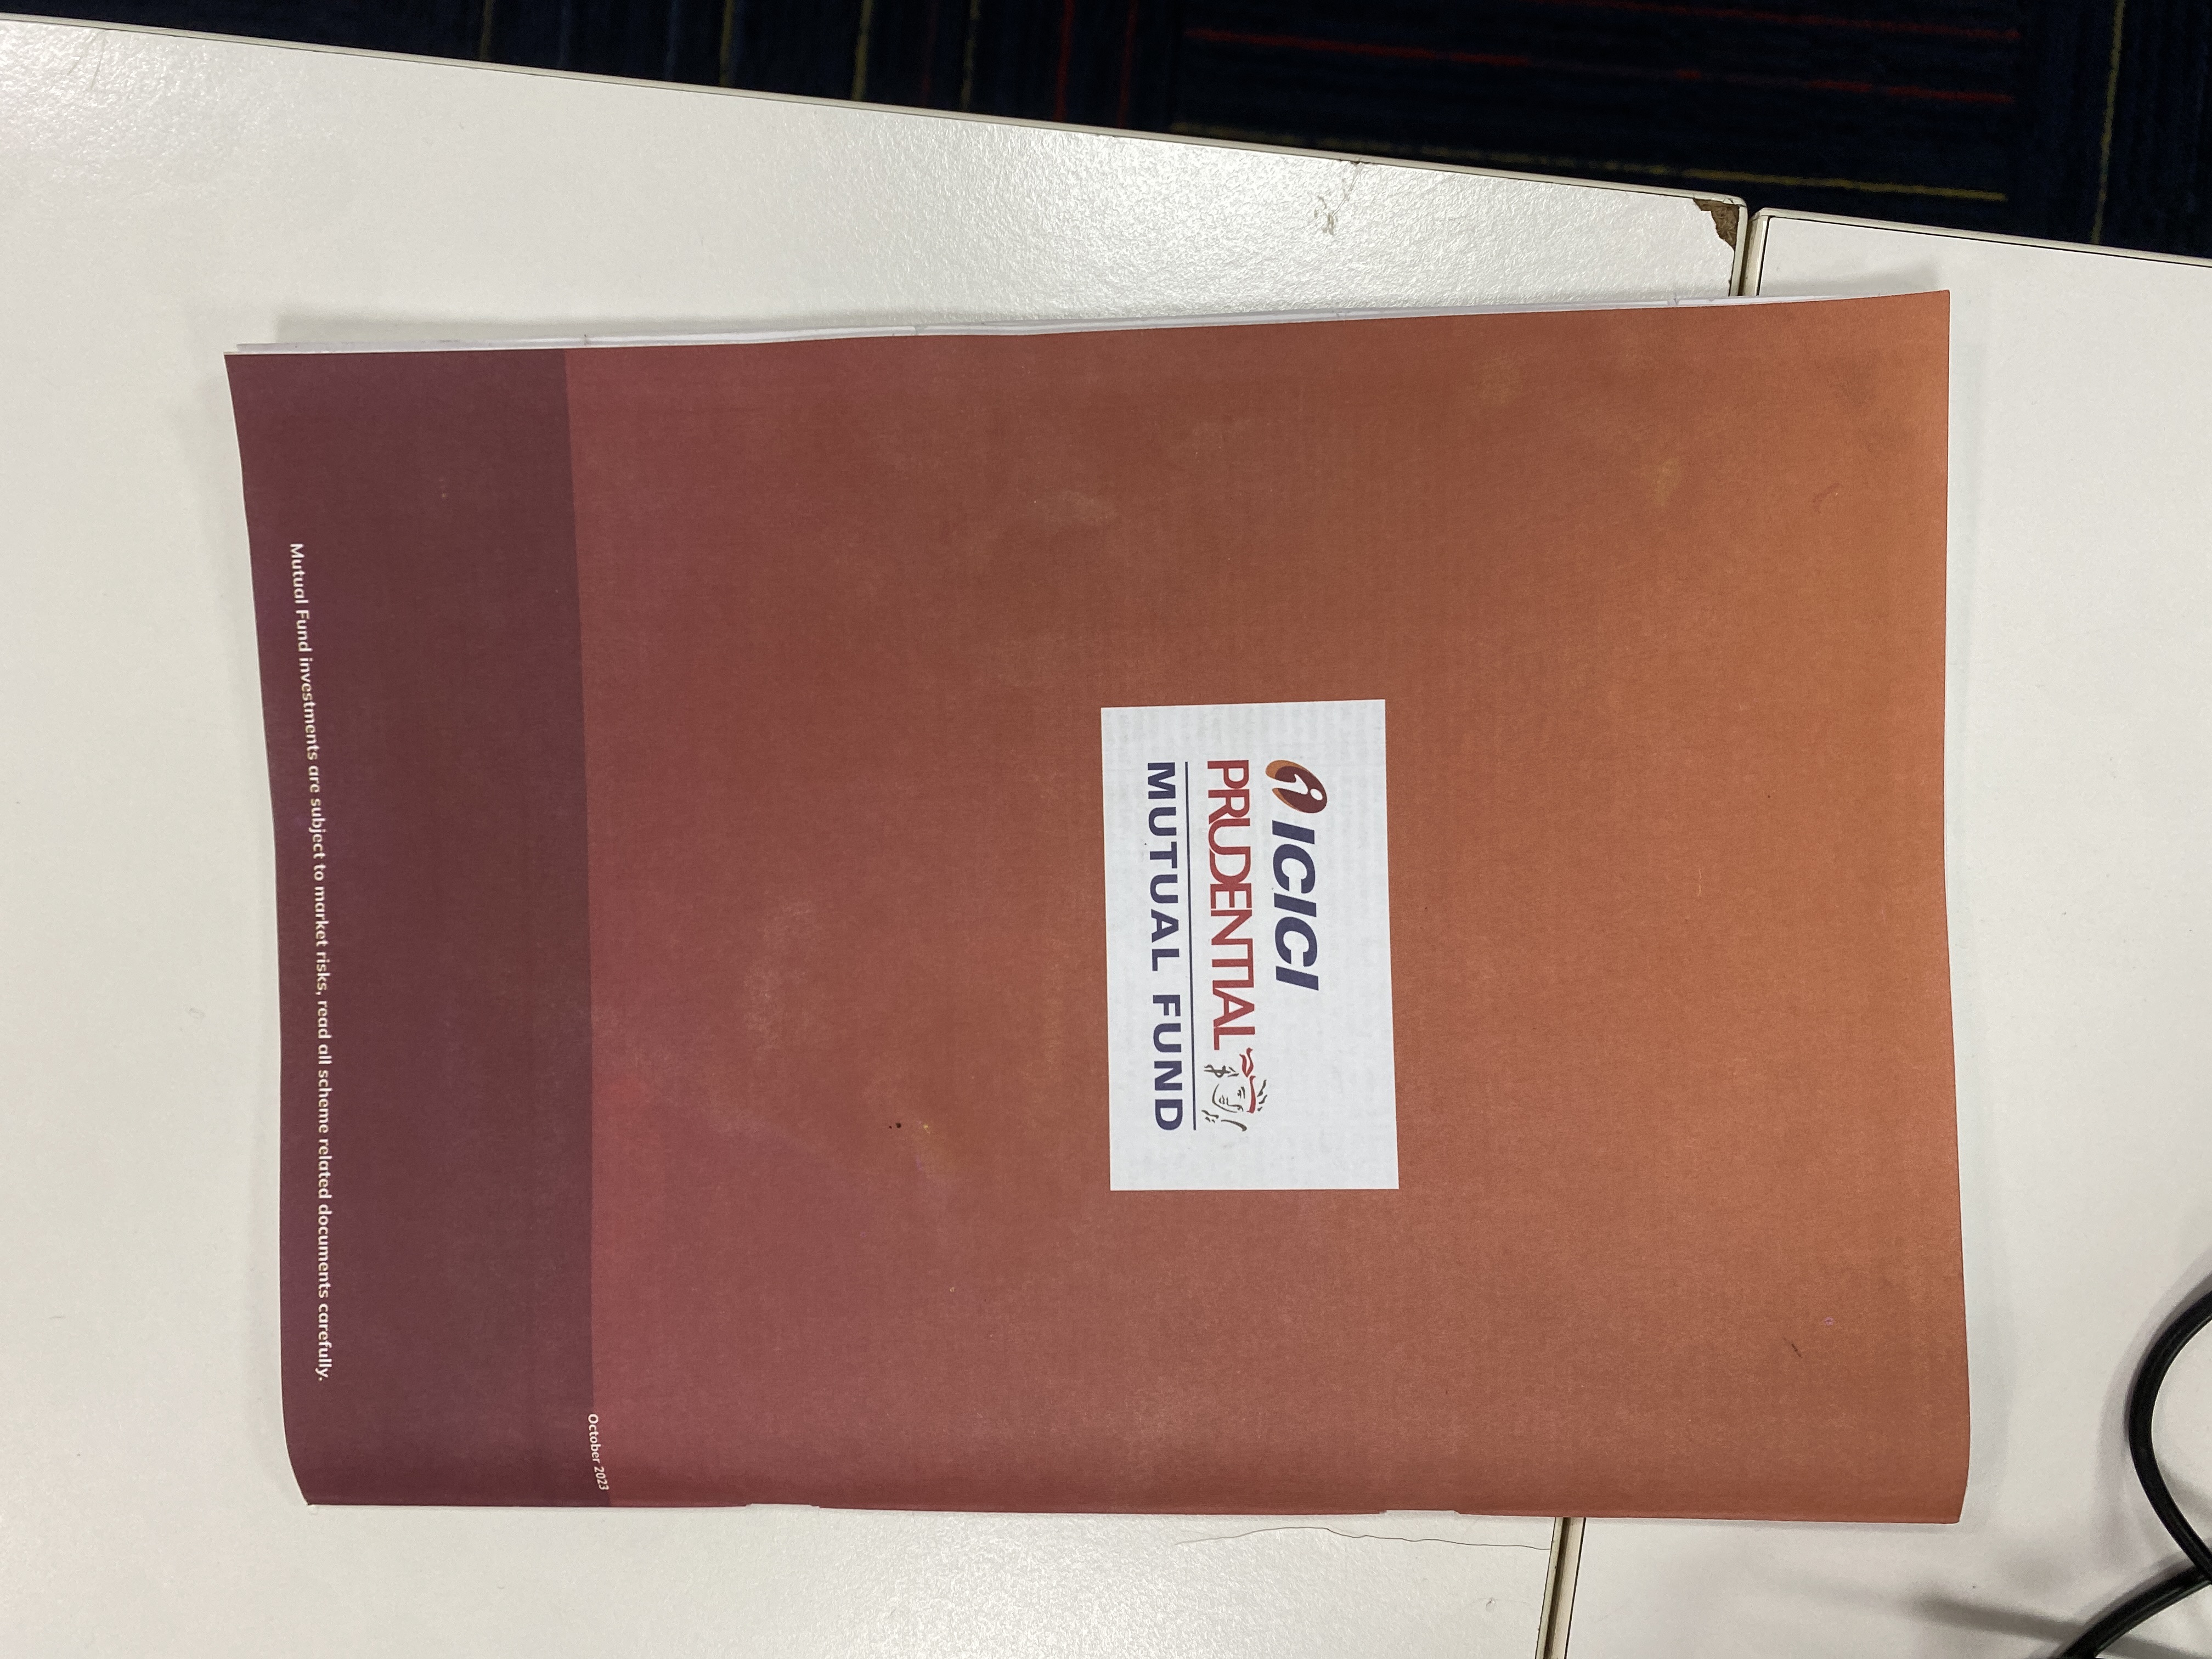 ICICI
PRUDENTIAL
MUTUAL FUND
October 2023
Mutual Fund investments are subject to market risks, read all scheme related documents carefully.